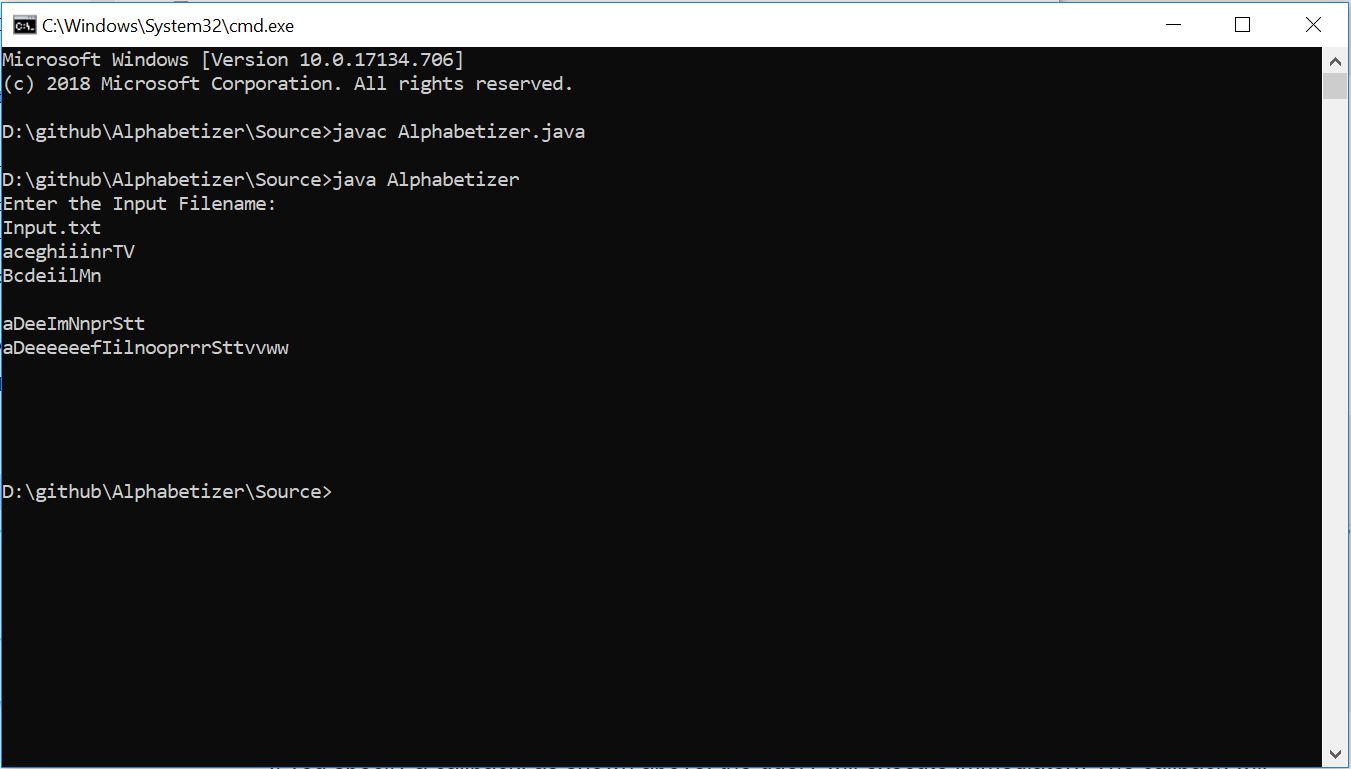 C:\Windows\System32\cmd.exe
Microsoft Windows [Version 10.0.17134.706]
(c) 2018 Microsoft Corporation. All rights reserved.
D:\github\Alphabetizer\Source>javac Alphabetizer.java
D:\github\Alphabetizer\Source>java Alphabetizer
Enter the Input Filename:
Input.txt
aceghiiinrTV
BcdeiilMn
aDeeImNnprStt
aDeeeeeefIilnooprrrSttvvww
D:\github\Alphabetizer\Source>